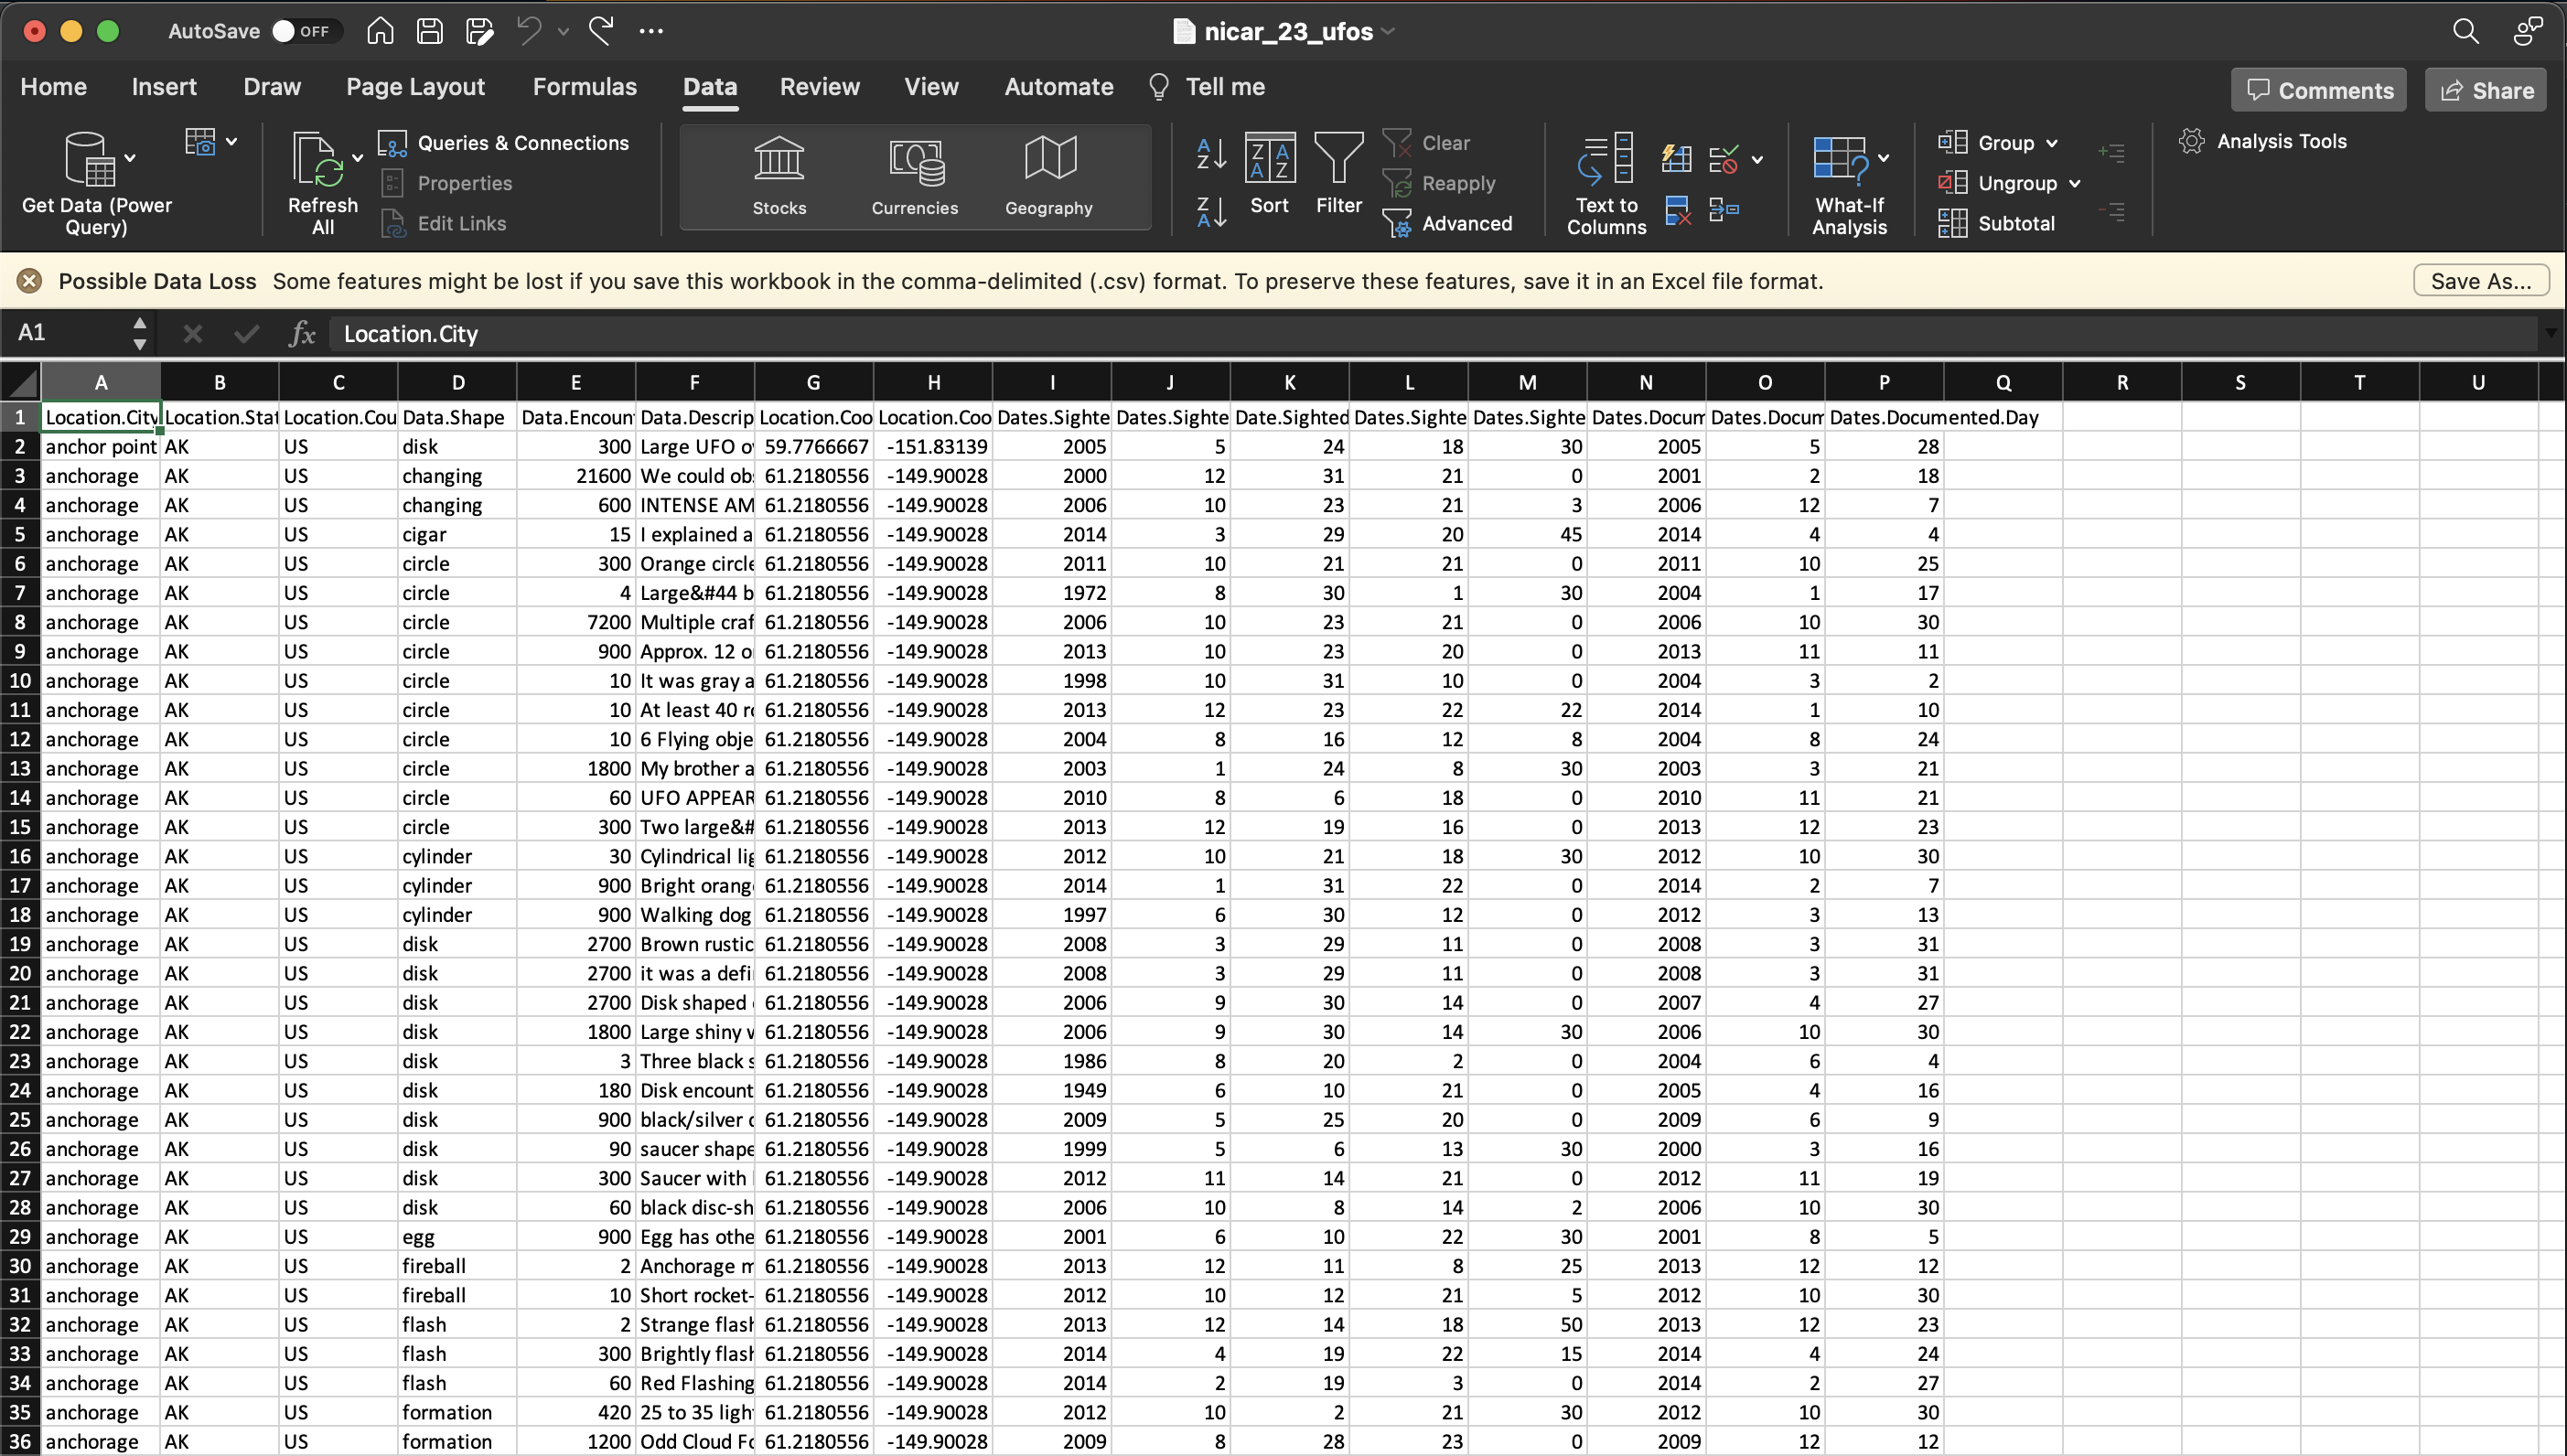 AutoSave OFF nicar_23_ufos
Home Insert Draw Page Layout Formulas Data Review View Automate Tell me Comments Share
Get Data (Power Query) Refresh All Queries & Connections Properties Edit Links Stocks Currencies Geography Sort Filter Clear Reapply Advanced Text to Columns What-If Analysis Group Ungroup Subtotal Analysis Tools
Possible Data Loss Some features might be lost if you save this workbook in the comma-delimited (.csv) format. To preserve these features, save it in an Excel file format. Save As...
A1 fx Location.City
A B C D E F G H I J K L M N O P Q R S T U
1 Location.City Location.Stat Location.Cou Data.Shape Data.Encoun Data.Descrip Location.Coo Location.Coo Dates.Sighte Dates.Sighte Date.Sighted Dates.Sighte Dates.Sighte Dates.Docum Dates.Docum Dates.Documented.Day
2 anchor point AK US disk 300 Large UFO o 59.7766667 -151.83139 2005 5 24 18 30 2005 5 28
3 anchorage AK US changing 21600 We could ob 61.2180556 -149.90028 2000 12 31 21 0 2001 2 18
4 anchorage AK US changing 600 INTENSE AM 61.2180556 -149.90028 2006 10 23 21 3 2006 12 7
5 anchorage AK US cigar 15 I explained a 61.2180556 -149.90028 2014 3 29 20 45 2014 4 4
6 anchorage AK US circle 300 Orange circle 61.2180556 -149.90028 2011 10 21 21 0 2011 10 25
7 anchorage AK US circle 4 Large&#44 b 61.2180556 -149.90028 1972 8 30 1 30 2004 1 17
8 anchorage AK US circle 7200 Multiple craf 61.2180556 -149.90028 2006 10 23 21 0 2006 10 30
9 anchorage AK US circle 900 Approx. 12 o 61.2180556 -149.90028 2013 10 23 20 0 2013 11 11
10 anchorage AK US circle 10 It was gray a 61.2180556 -149.90028 1998 10 31 10 0 2004 3 2
11 anchorage AK US circle 10 At least 40 r 61.2180556 -149.90028 2013 12 23 22 22 2014 1 10
12 anchorage AK US circle 10 6 Flying obje 61.2180556 -149.90028 2004 8 16 12 8 2004 8 24
13 anchorage AK US circle 1800 My brother a 61.2180556 -149.90028 2003 1 24 8 30 2003 3 21
14 anchorage AK US circle 60 UFO APPEAR 61.2180556 -149.90028 2010 8 6 18 0 2010 11 21
15 anchorage AK US circle 300 Two large&# 61.2180556 -149.90028 2013 12 19 16 0 2013 12 23
16 anchorage AK US cylinder 30 Cylindrical lig 61.2180556 -149.90028 2012 10 21 18 30 2012 10 30
17 anchorage AK US cylinder 900 Bright orang 61.2180556 -149.90028 2014 1 31 22 0 2014 2 7
18 anchorage AK US cylinder 900 Walking dog 61.2180556 -149.90028 1997 6 30 12 0 2012 3 13
19 anchorage AK US disk 2700 Brown rustic 61.2180556 -149.90028 2008 3 29 11 0 2008 3 31
20 anchorage AK US disk 2700 it was a defi 61.2180556 -149.90028 2008 3 29 11 0 2008 3 31
21 anchorage AK US disk 2700 Disk shaped 61.2180556 -149.90028 2006 9 30 14 0 2007 4 27
22 anchorage AK US disk 1800 Large shiny 61.2180556 -149.90028 2006 9 30 14 30 2006 10 30
23 anchorage AK US disk 3 Three black s 61.2180556 -149.90028 1986 8 20 2 0 2004 6 4
24 anchorage AK US disk 180 Disk encount 61.2180556 -149.90028 1949 6 10 21 0 2005 4 16
25 anchorage AK US disk 900 black/silver 61.2180556 -149.90028 2009 5 25 20 0 2009 6 9
26 anchorage AK US disk 90 saucer shape 61.2180556 -149.90028 1999 5 6 13 30 2000 3 16
27 anchorage AK US disk 300 Saucer with 61.2180556 -149.90028 2012 11 14 21 0 2012 11 19
28 anchorage AK US disk 60 black disc-sh 61.2180556 -149.90028 2006 10 8 14 2 2006 10 30
29 anchorage AK US egg 900 Egg has othe 61.2180556 -149.90028 2001 6 10 22 30 2001 8 5
30 anchorage AK US fireball 2 Anchorage m 61.2180556 -149.90028 2013 12 11 8 25 2013 12 12
31 anchorage AK US fireball 10 Short rocket- 61.2180556 -149.90028 2012 10 12 21 5 2012 10 30
32 anchorage AK US flash 2 Strange flash 61.2180556 -149.90028 2013 12 14 18 50 2013 12 23
33 anchorage AK US flash 300 Brightly flash 61.2180556 -149.90028 2014 4 19 22 15 2014 4 24
34 anchorage AK US flash 60 Red Flashing 61.2180556 -149.90028 2014 2 19 3 0 2014 2 27
35 anchorage AK US formation 420 25 to 35 ligh 61.2180556 -149.90028 2012 10 2 21 30 2012 10 30
36 anchorage AK US formation 1200 Odd Cloud Fo 61.2180556 -149.90028 2009 8 28 23 0 2009 12 12